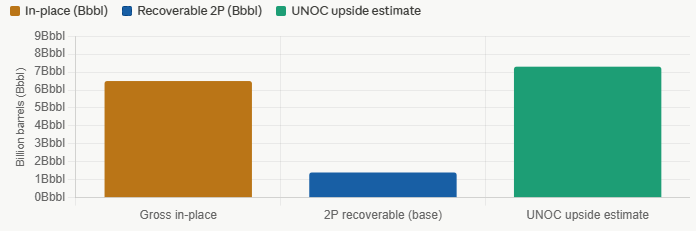 In-place (Bbbl) Recoverable 2P (Bbbl) UNOC upside estimate
Billion barrels (Bbbl)
9Bbbl
8Bbbl
7Bbbl
6Bbbl
5Bbbl
4Bbbl
3Bbbl
2Bbbl
1Bbbl
0Bbbl
Gross in-place 2P recoverable (base) UNOC upside estimate